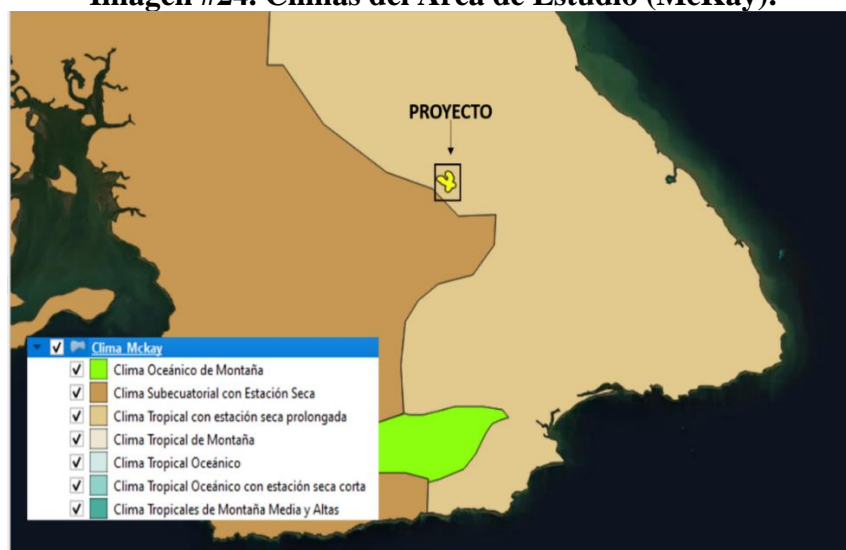 Imagen #24. Climas del Área de Estudio (McKay).
PROYECTO
Clima_Mckay
Clima Oceánico de Montaña
Clima Subecuatorial con Estación Seca
Clima Tropical con estación seca prolongada
Clima Tropical de Montaña
Clima Tropical Oceánico
Clima Tropical Oceánico con estación seca corta
Clima Tropicales de Montaña Media y Altas